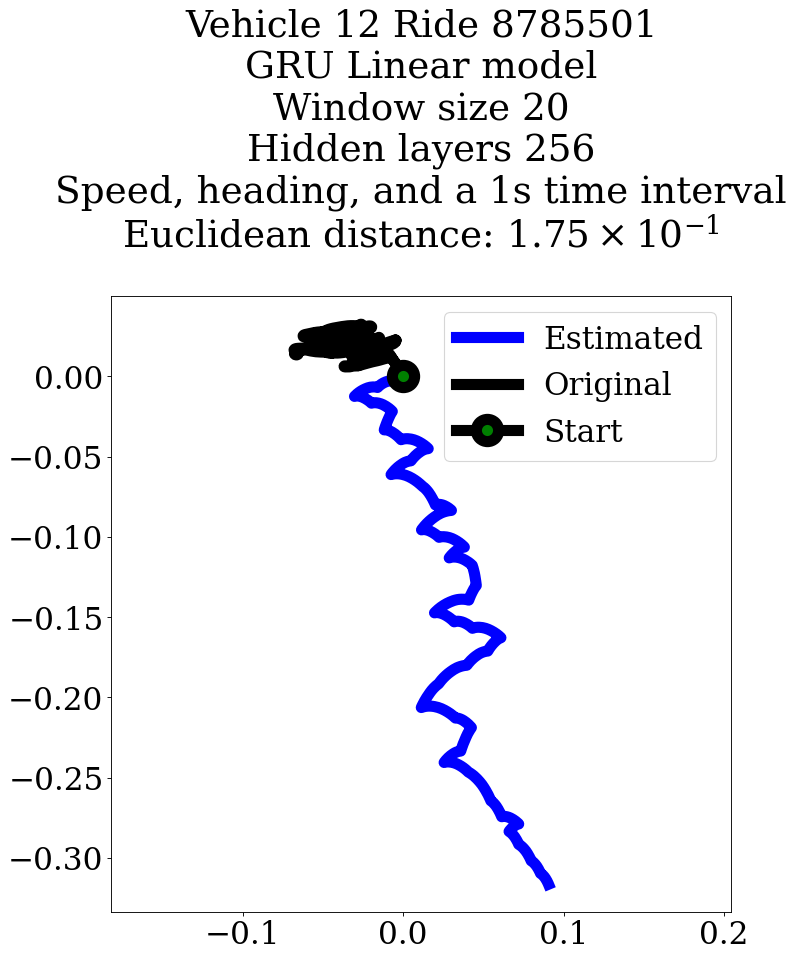 Vehicle 12 Ride 8785501
GRU Linear model
Window size 20
Hidden layers 256
Speed, heading, and a 1s time interval
Euclidean distance: 1.75 × 10⁻¹
Estimated
Original
Start
0.00
−0.05
−0.10
−0.15
−0.20
−0.25
−0.30
−0.1 0.0 0.1 0.2